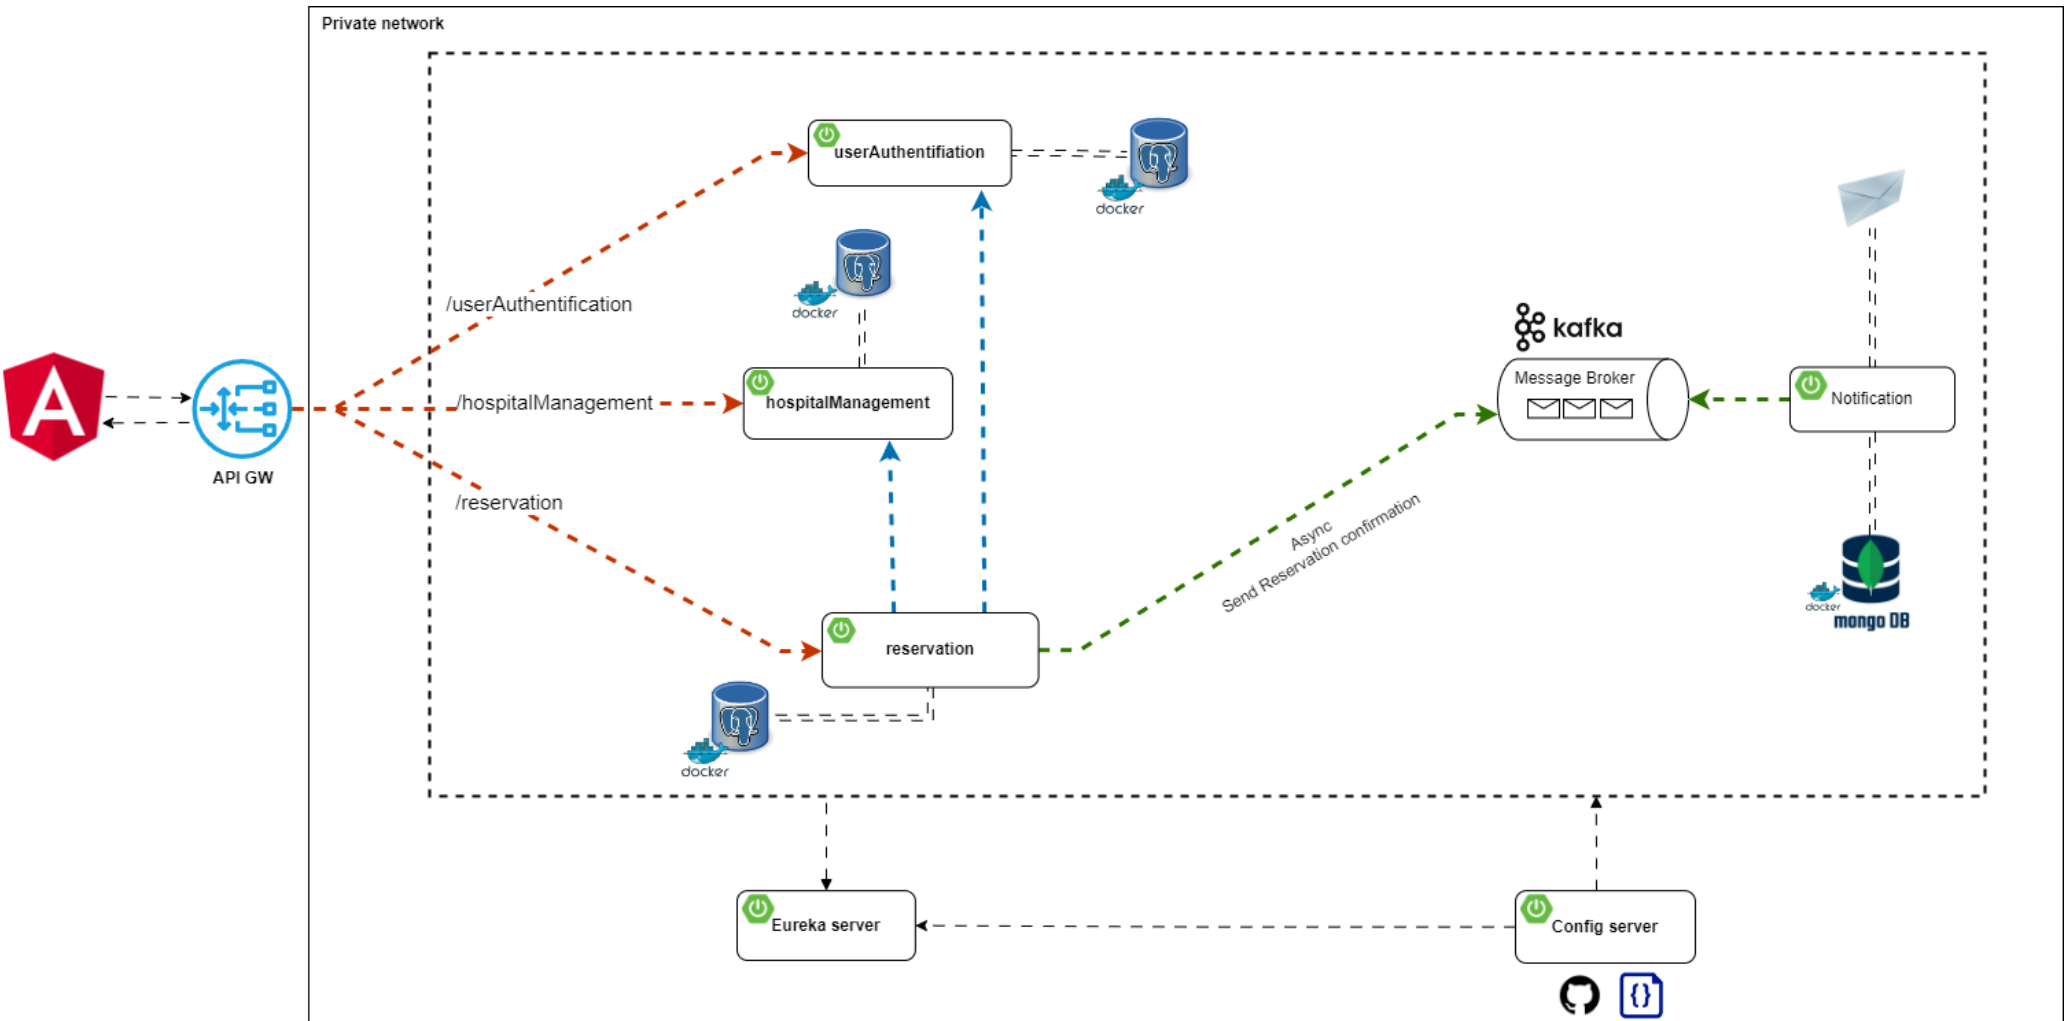 Private network
userAuthentifiation
docker
/userAuthentification
docker
kafka
Message Broker
Notification
/hospitalManagement
hospitalManagement
API GW
/reservation
Async
Send Reservation confirmation
docker
mongo DB
reservation
docker
Eureka server
Config server